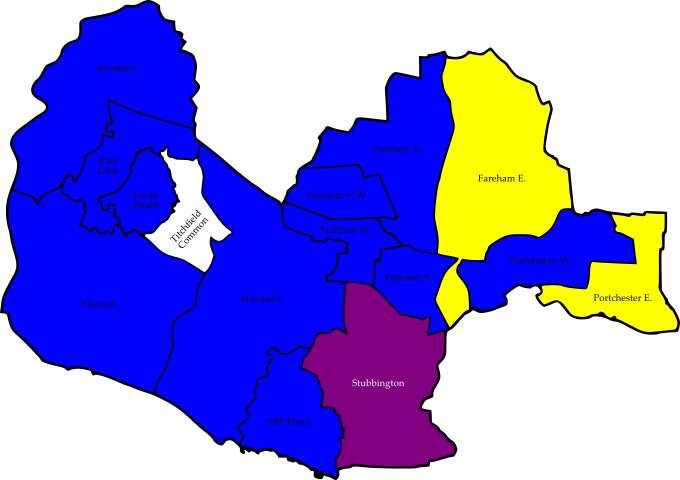 Sarisbury
Park
Gate
Locks
Heath
Titchfield
Common
Warsash
Titchfield
Hill Head
Stubbington
Fareham N.
Fareham N.W.
Fareham W.
Fareham S.
Fareham E.
Portchester W.
Portchester E.